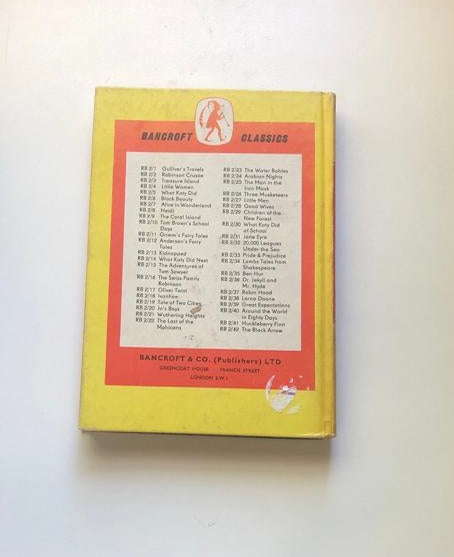 BANCROFT CLASSICS
RB 2/1 Gulliver's Travels
RB 2/2 Robinson Crusoe
RB 2/3 Treasure Island
RB 2/4 Little Women
RB 2/5 What Katy Did
RB 2/6 Black Beauty
RB 2/7 Alice in Wonderland
RB 2/8 Heidi
RB 2/9 The Coral Island
RB 2/10 Tom Brown's School
Days
RB 2/11 Grimm's Fairy Tales
RB 2/12 Andersen's Fairy
Tales
RB 2/13 Kidnapped
RB 2/14 What Katy Did Next
RB 2/15 The Adventures of
Tom Sawyer
RB 2/16 The Swiss Family
Robinson
RB 2/17 Oliver Twist
RB 2/18 Ivanhoe
RB 2/19 Tale of Two Cities
RB 2/20 Jo's Boys
RB 2/21 Wuthering Heights
RB 2/22 The Last of the
Mohicans
RB 2/23 The Water Babies
RB 2/24 Arabian Nights
RB 2/25 The Man in the
Iron Mask
RB 2/26 Three Musketeers
RB 2/27 Little Men
RB 2/28 Good Wives
RB 2/29 Children of the
New Forest
RB 2/30 What Katy Did
at School
RB 2/31 Jane Eyre
RB 2/32 20,000 Leagues
Under the Sea
RB 2/33 Pride & Prejudice
RB 2/34 Lambs Tales from
Shakespeare
RB 2/35 Ben Hur
RB 2/36 Dr. Jekyll and
Mr. Hyde
RB 2/37 Robin Hood
RB 2/38 Lorna Doone
RB 2/39 Great Expectations
RB 2/40 Around the World
in Eighty Days
RB 2/41 Huckleberry Finn
RB 2/42 The Black Arrow
BANCROFT & CO. (Publishers) LTD
GREENCOAT HOUSE FRANCIS STREET
LONDON S.W.1